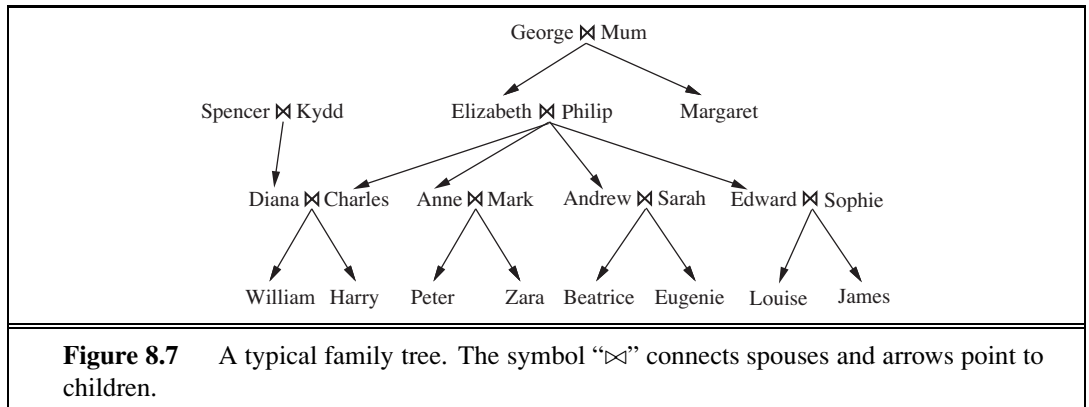 George ⋈ Mum
Spencer ⋈ Kydd Elizabeth ⋈ Philip Margaret
Diana ⋈ Charles Anne ⋈ Mark Andrew ⋈ Sarah Edward ⋈ Sophie
William Harry Peter Zara Beatrice Eugenie Louise James
Figure 8.7 A typical family tree. The symbol “⋈” connects spouses and arrows point to
children.